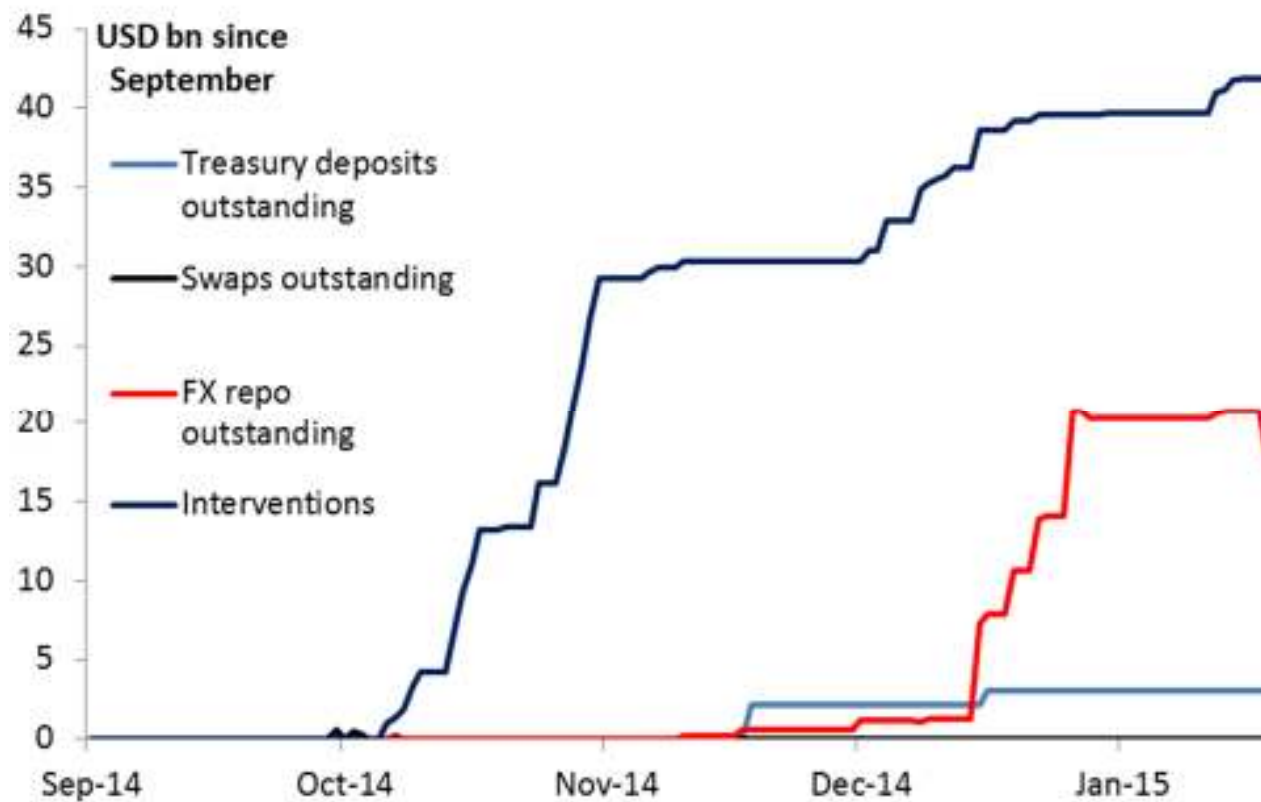 45
USD bn since
September
40
Treasury deposits
outstanding
35
30
Swaps outstanding
25
FX repo
outstanding
20
15
Interventions
10
5
0
Sep-14 Oct-14 Nov-14 Dec-14 Jan-15